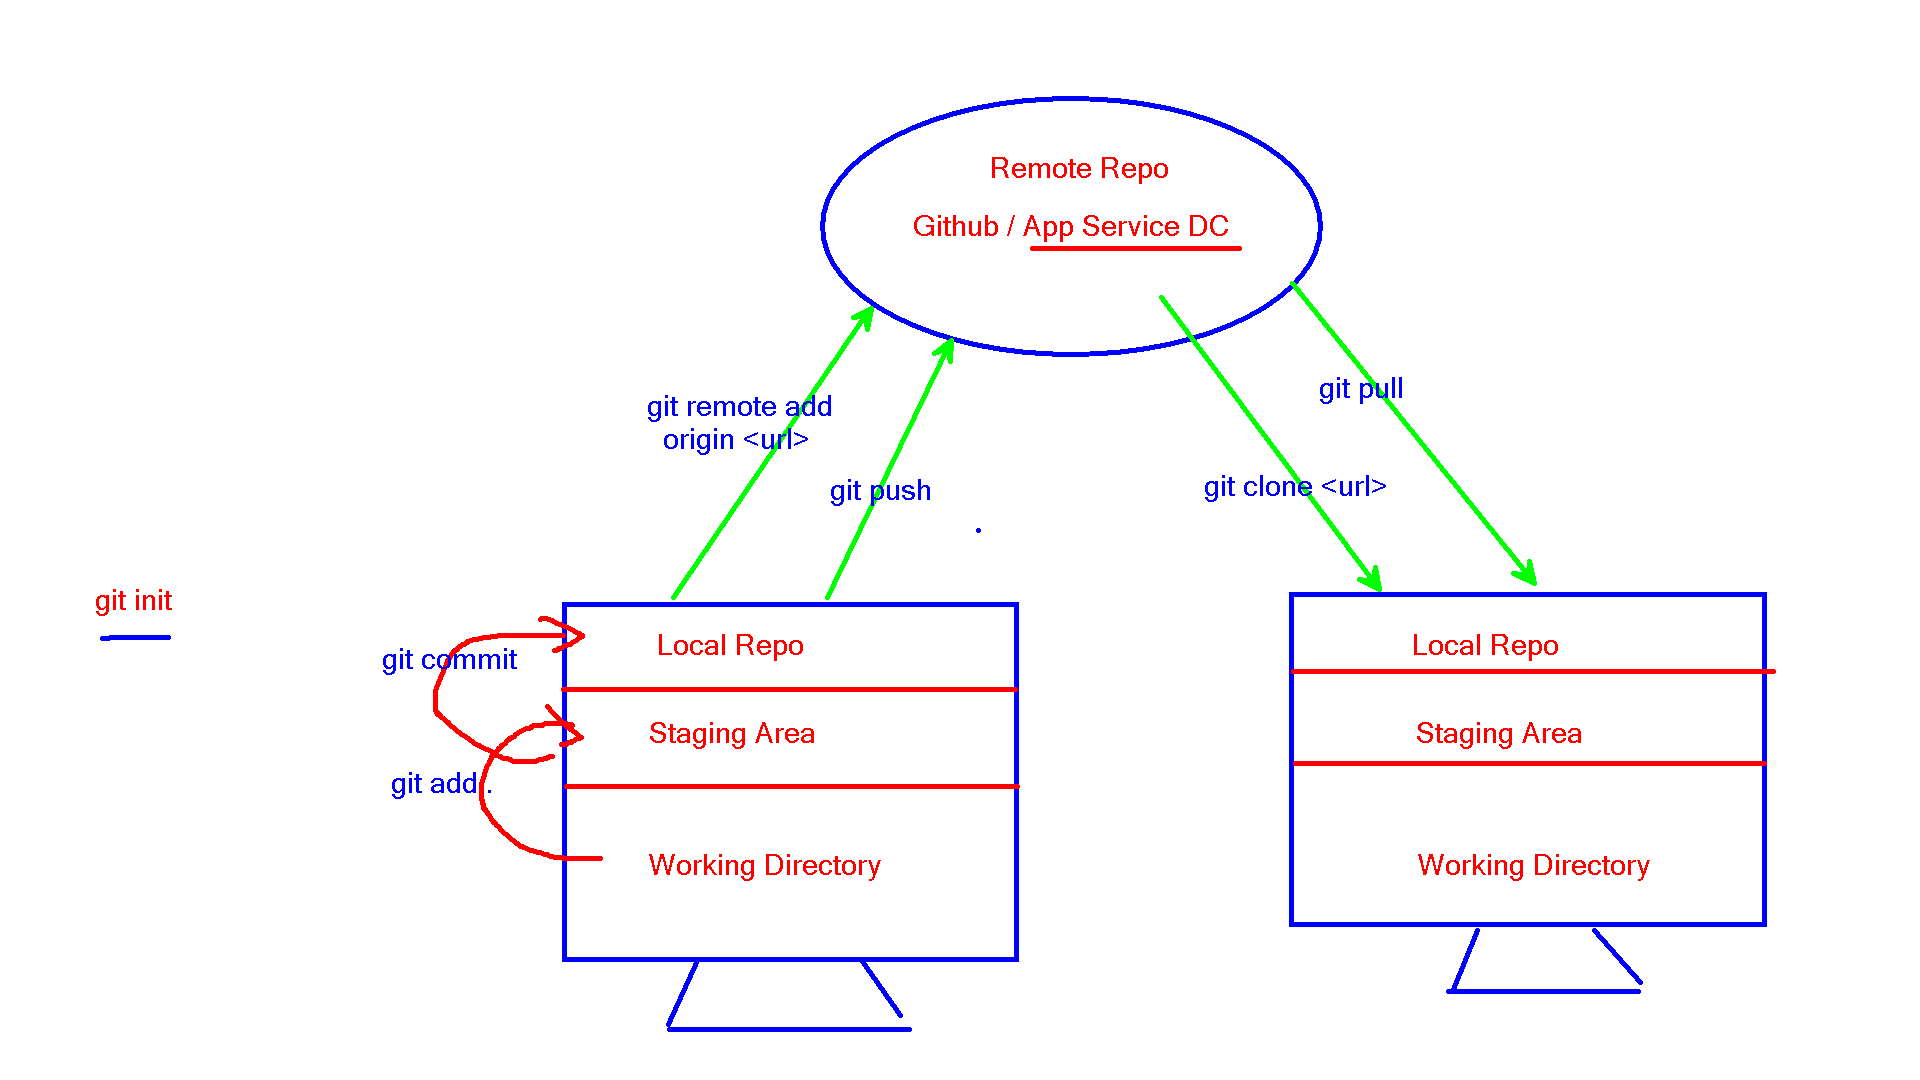 Remote Repo
Github / App Service DC
git remote add
origin <url>
git push
git pull
git clone <url>
git init
git commit
git add .
Local Repo
Staging Area
Working Directory
Local Repo
Staging Area
Working Directory